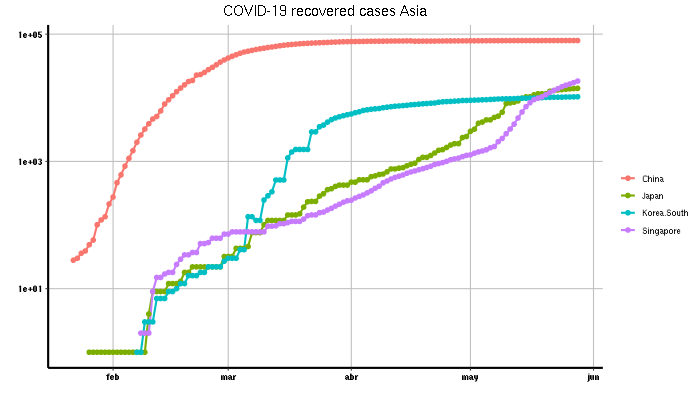 COVID-19 recovered cases Asia
1e+05
1e+03
1e+01
feb mar abr may jun
China
Japan
Korea.South
Singapore